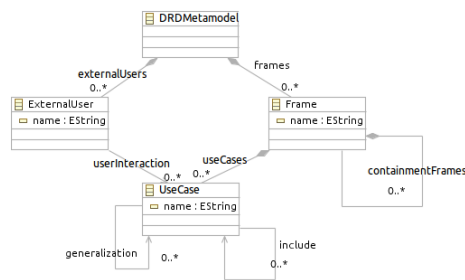 DRDMetamodel
externalUsers
frames
0..*
0..*
ExternalUser
name : EString
Frame
name : EString
userInteraction
useCases
containmentFrames
0..*
0..*
0..*
UseCase
name : EString
generalization
0..*
include
0..*